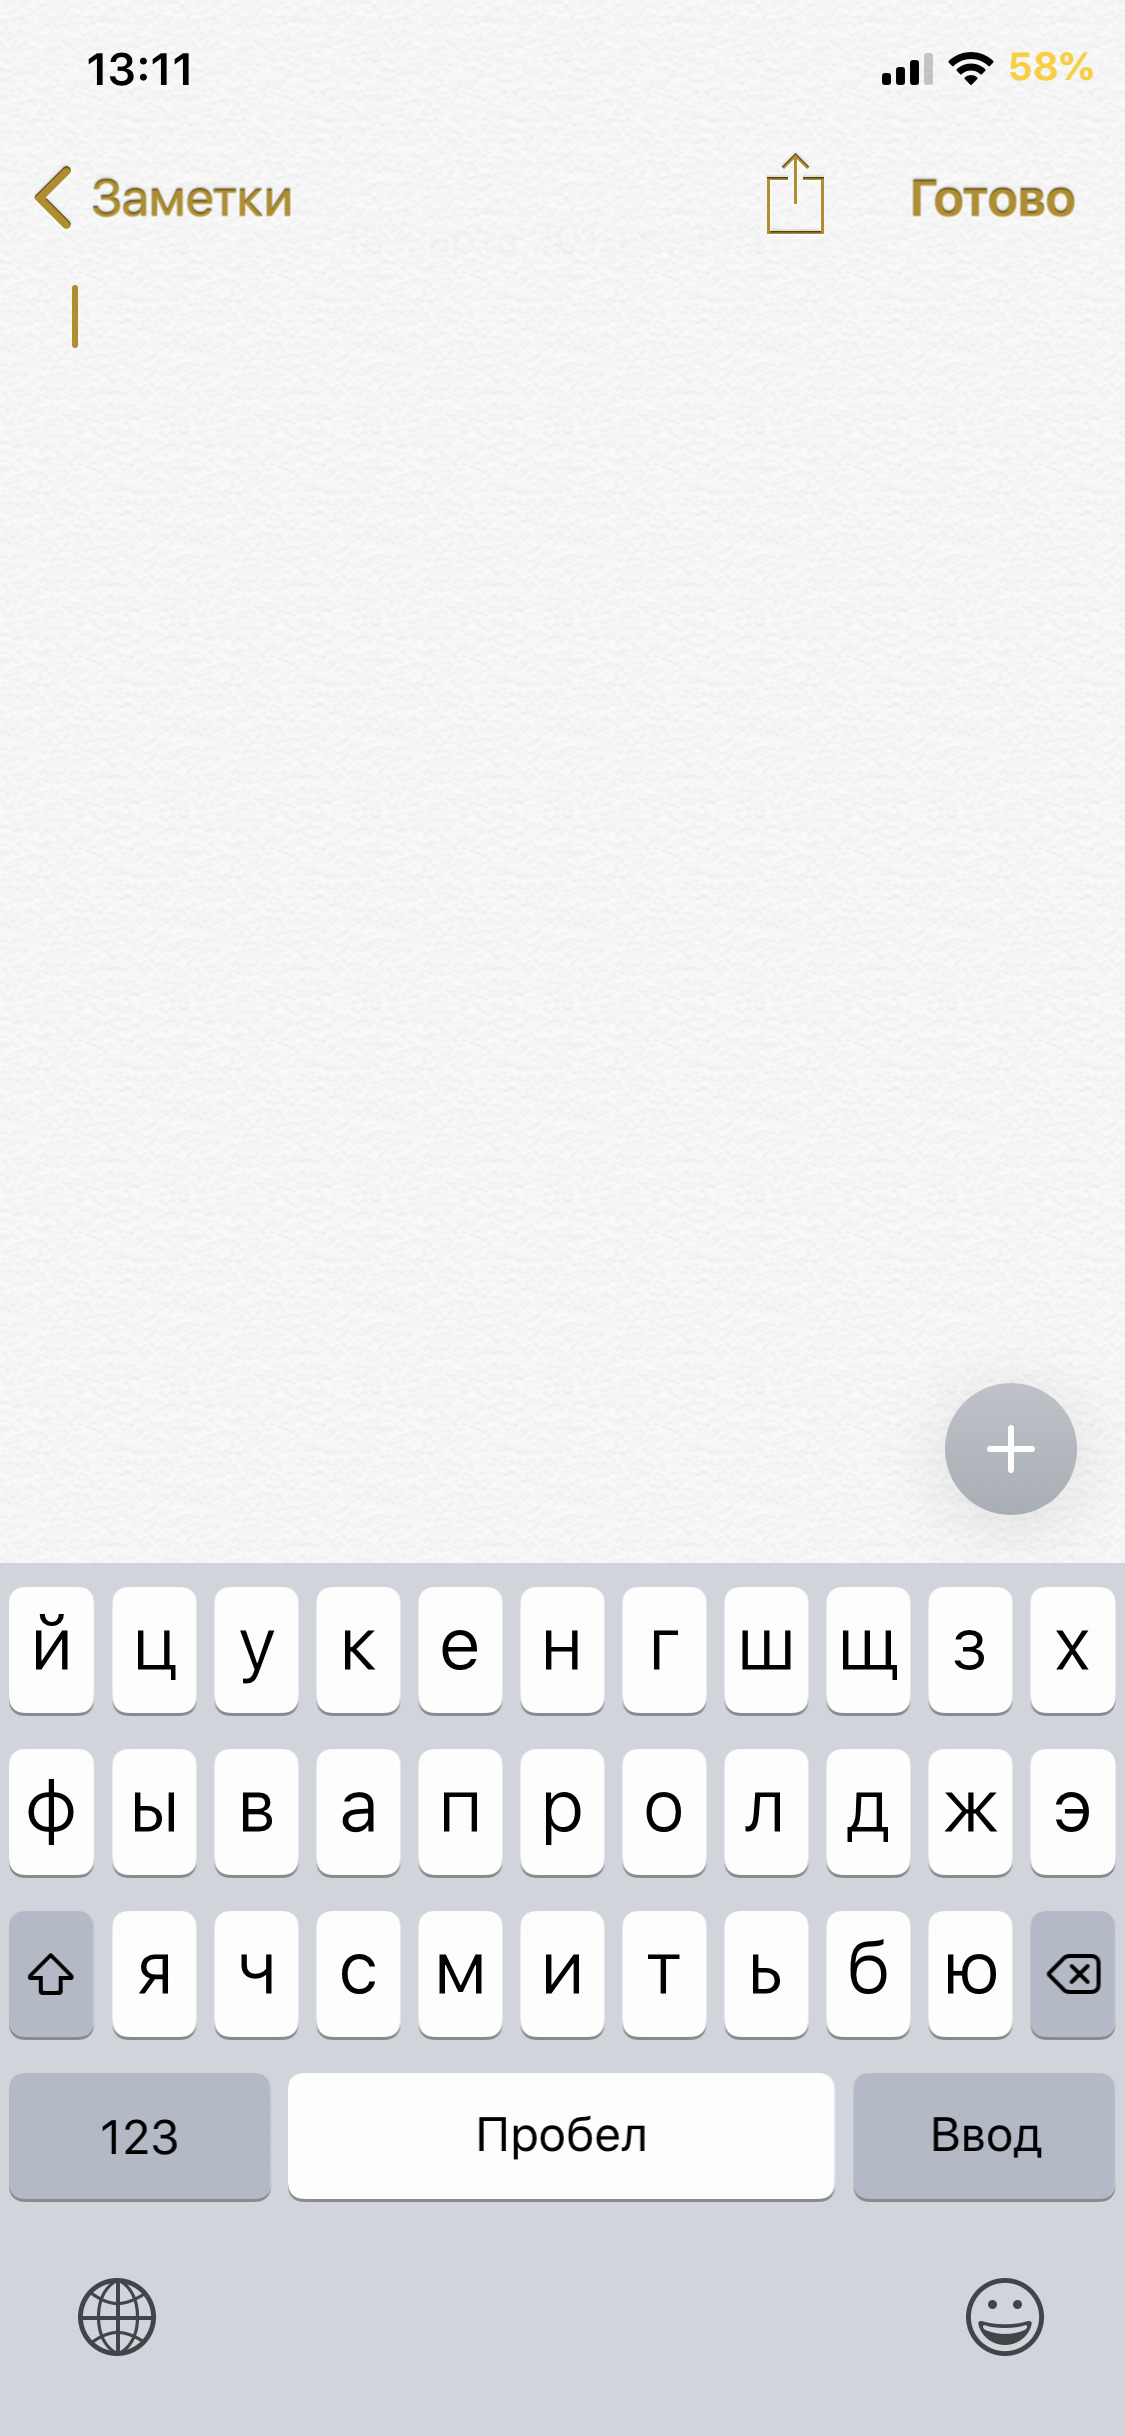 13:11 58%
Заметки Готово
й ц у к е н г ш щ з х
ф ы в а п р о л д ж э
я ч с м и т ь б ю
123 Пробел Ввод